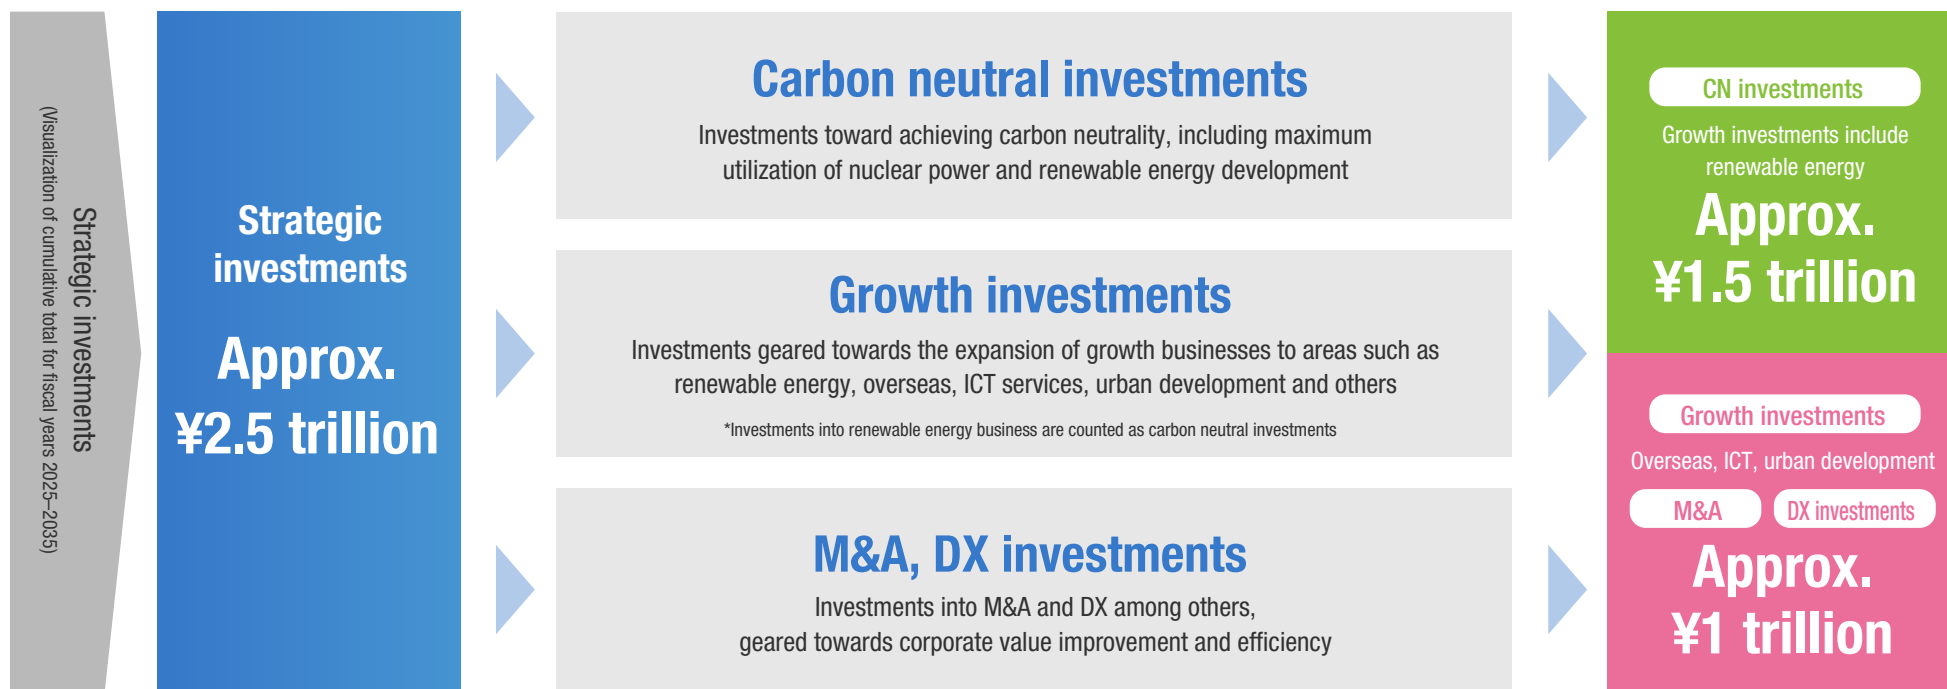 Strategic investments
(Visualization of cumulative total for fiscal years 2025–2035)
Strategic
investments
Approx.
¥2.5 trillion
Carbon neutral investments
Investments toward achieving carbon neutrality, including maximum
utilization of nuclear power and renewable energy development
Growth investments
Investments geared towards the expansion of growth businesses to areas such as
renewable energy, overseas, ICT services, urban development and others
*Investments into renewable energy business are counted as carbon neutral investments
M&A, DX investments
Investments into M&A and DX among others,
geared towards corporate value improvement and efficiency
CN investments
Growth investments include
renewable energy
Approx.
¥1.5 trillion
Growth investments
Overseas, ICT, urban development
M&A
DX investments
Approx.
¥1 trillion